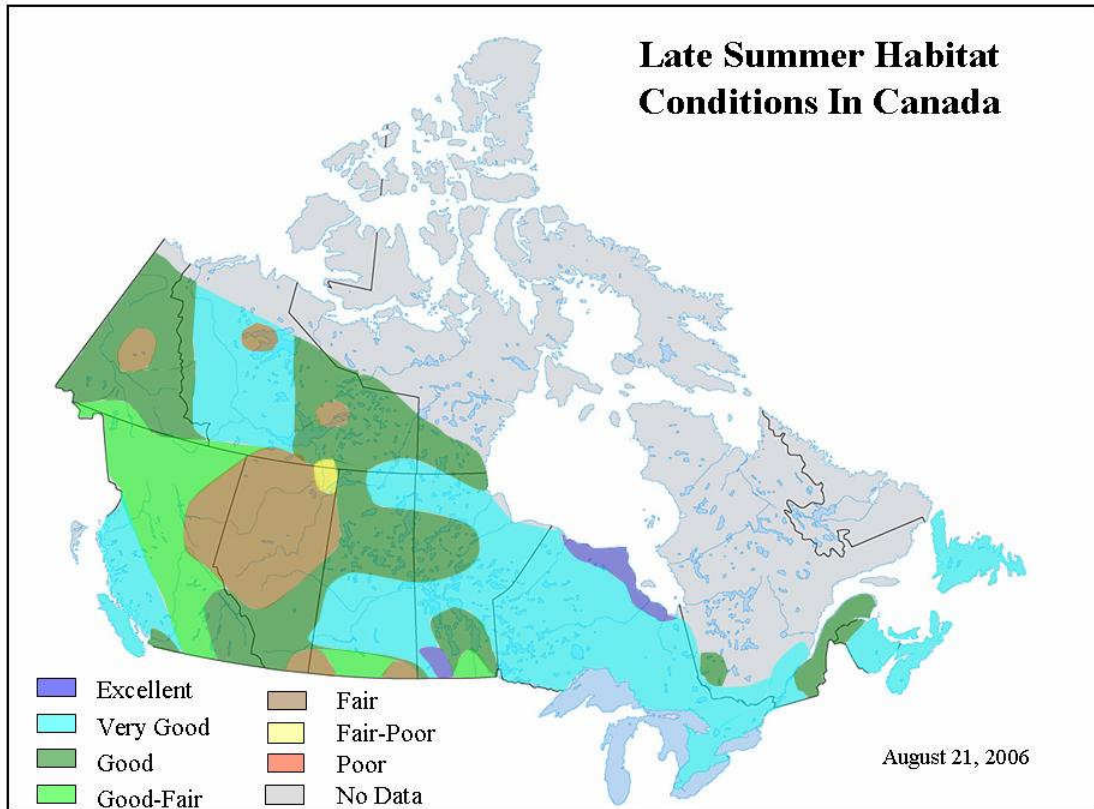 Late Summer Habitat
Conditions In Canada
Excellent
Very Good
Good
Good-Fair
Fair
Fair-Poor
Poor
No Data
August 21, 2006